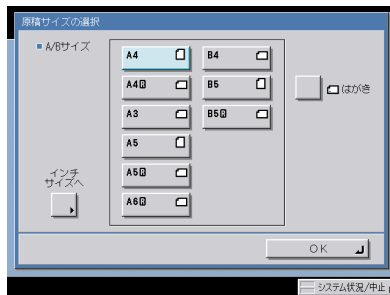 原稿サイズの選択
A/Bサイズ
A4
B4
A4R
B5
はがき
A3
B5R
A5
インチ
サイズへ
A5R
A6R
OK
システム状況/中止